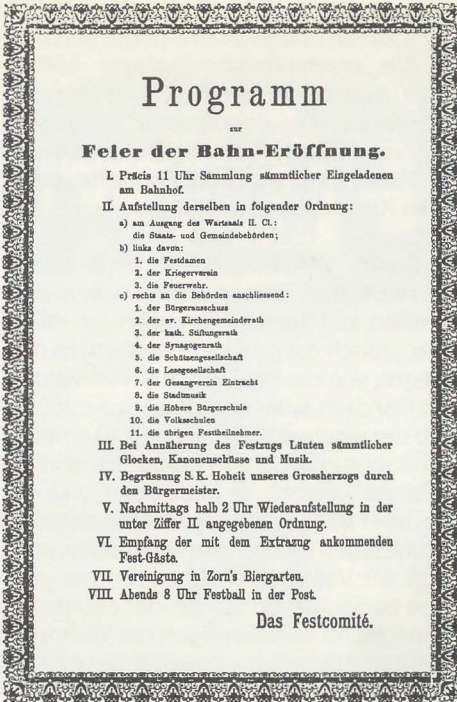 Programm
zur
Feier der Bahn-Eröffnung.
I. Präcis 11 Uhr Sammlung sämmtlicher Eingeladenen
am Bahnhof.
II. Aufstellung derselben in folgender Ordnung:
a) am Ausgang des Wartsaals II. Cl.:
die Staats- und Gemeindebehörden;
b) links davon:
1. die Festdamen
2. der Kriegerverein
3. die Feuerwehr.
c) rechts an die Behörden anschliessend:
1. der Bürgerausschuss
2. der ev. Kirchengemeinderath
3. der kath. Stiftungsrath
4. der Synagogenrath
5. die Schützengesellschaft
6. die Lesegesellschaft
7. der Gesangverein Eintracht
8. die Stadtmusik
9. die Höhere Bürgerschule
10. die Volksschulen
11. die übrigen Festtheilnehmer.
III. Bei Annäherung des Festzugs Läuten sämmtlicher
Glocken, Kanonenschüsse und Musik.
IV. Begrüssung S. K. Hoheit unseres Grossherzogs durch
den Bürgermeister.
V. Nachmittags halb 2 Uhr Wiederaufstellung in der
unter Ziffer II. angegebenen Ordnung.
VI. Empfang der mit dem Extrazug ankommenden
Fest-Gäste.
VII. Vereinigung in Zorn's Biergarten.
VIII. Abends 8 Uhr Festball in der Post.
Das Festcomité.